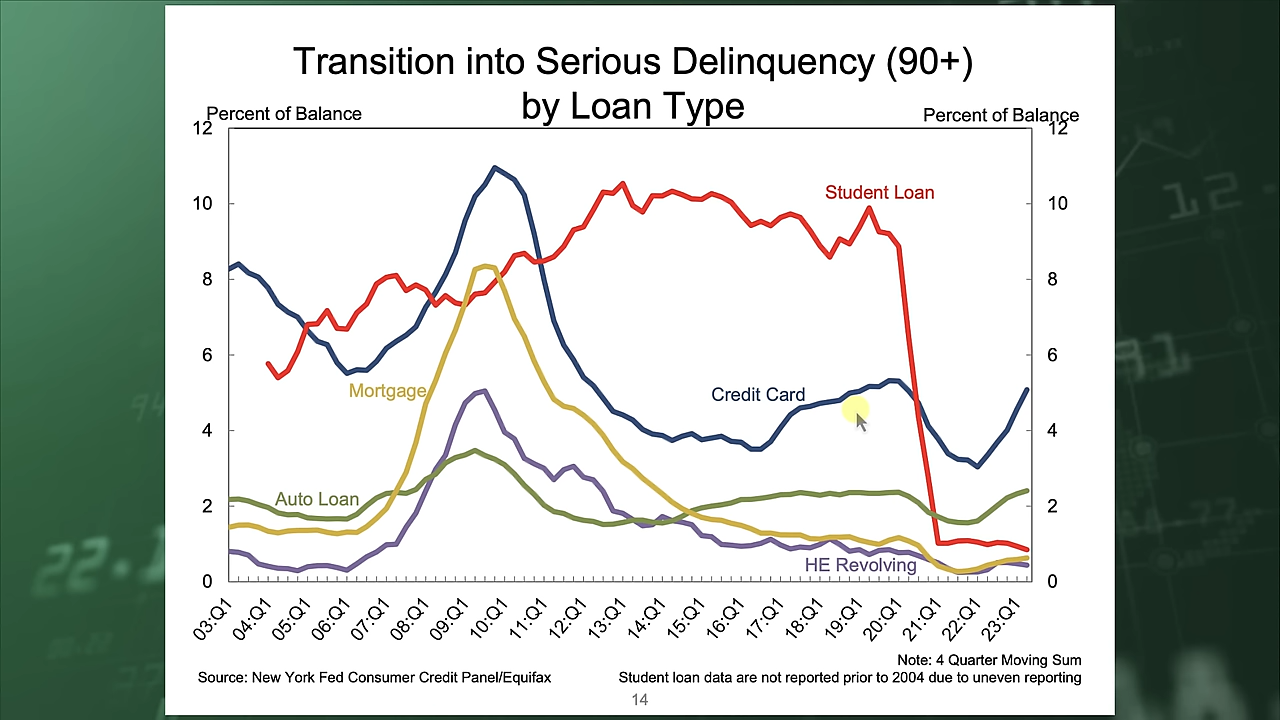 Transition into Serious Delinquency (90+)
by Loan Type
Percent of Balance
Percent of Balance
12
12
10
10
8
8
6
6
4
4
2
2
0
0
Student Loan
Mortgage
Credit Card
Auto Loan
HE Revolving
03:Q1
04:Q1
05:Q1
06:Q1
07:Q1
08:Q1
09:Q1
10:Q1
11:Q1
12:Q1
13:Q1
14:Q1
15:Q1
16:Q1
17:Q1
18:Q1
19:Q1
20:Q1
21:Q1
22:Q1
23:Q1
Note: 4 Quarter Moving Sum
Source: New York Fed Consumer Credit Panel/Equifax
Student loan data are not reported prior to 2004 due to uneven reporting
14